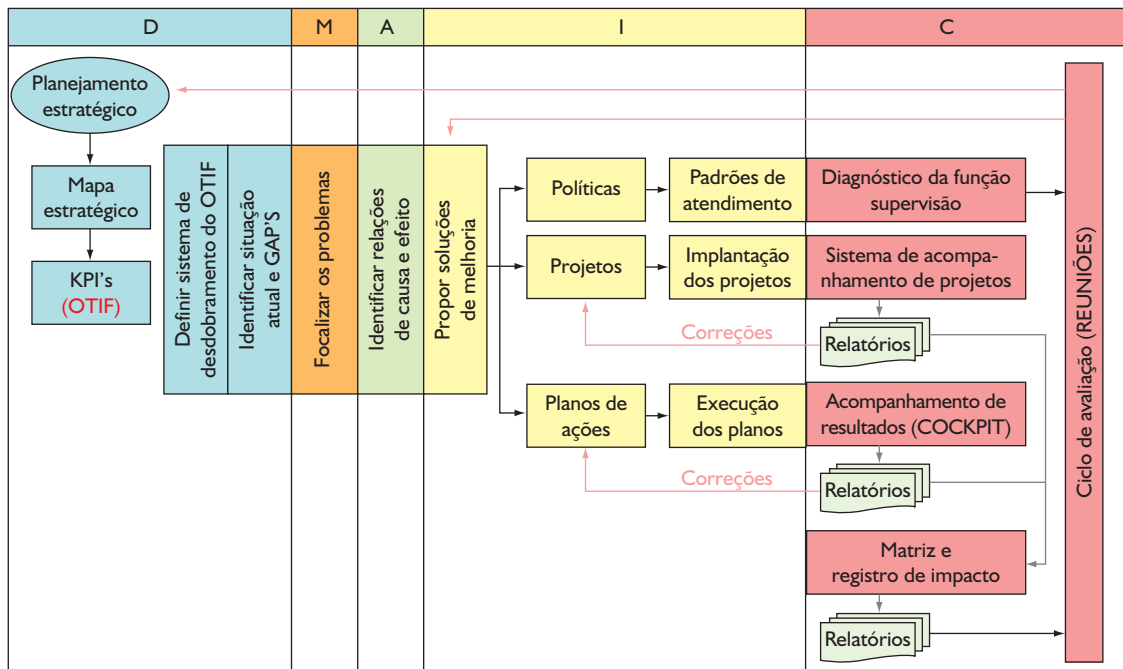 D
M
A
I
C
Planejamento
estratégico
Mapa
estratégico
KPI's
(OTIF)
Definir sistema de
desdobramento do OTIF
Identificar situação
atual e GAP'S
Focalizar os problemas
Identificar relações
de causa e efeito
Propor soluções
de melhoria
Políticas
Padrões de
atendimento
Diagnóstico da função
supervisão
Projetos
Implantação
dos projetos
Sistema de acompa-
nhamento de projetos
Correções
Relatórios
Planos de
ações
Execução
dos planos
Acompanhamento de
resultados (COCKPIT)
Correções
Relatórios
Matriz e
registro de impacto
Relatórios
Ciclo de avaliação (REUNIÕES)